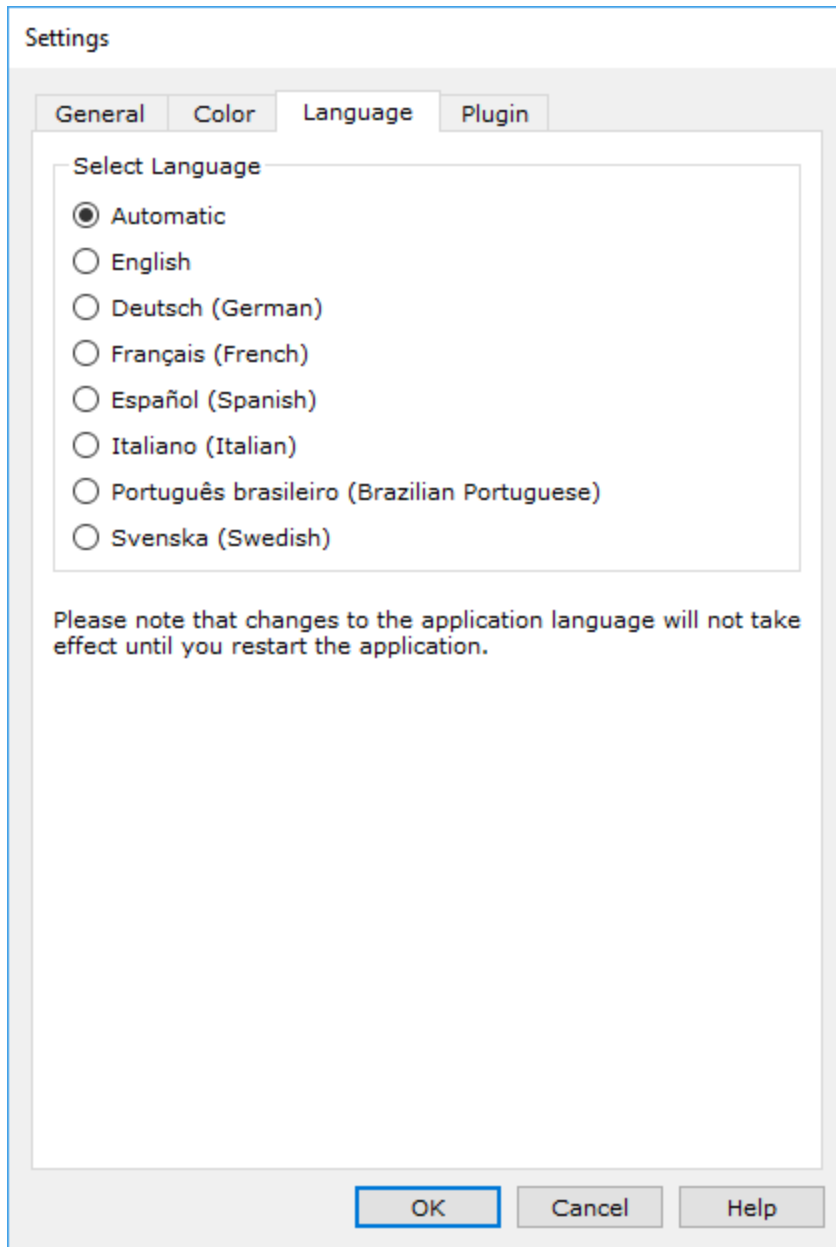 Settings
General Color Language Plugin
Select Language
Automatic
English
Deutsch (German)
Français (French)
Español (Spanish)
Italiano (Italian)
Português brasileiro (Brazilian Portuguese)
Svenska (Swedish)
Please note that changes to the application language will not take
effect until you restart the application.
OK Cancel Help